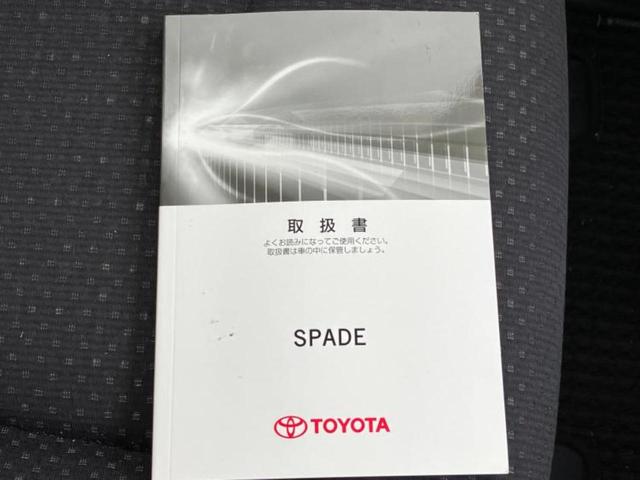 取扱書
よくお読みになってご使用ください。
取扱書は車の中に保管しましょう。
SPADE
TOYOTA